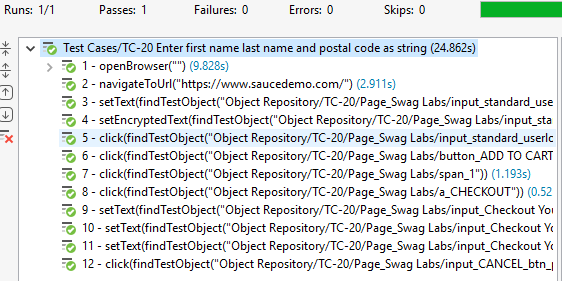 Runs: 1/1 Passes: 1 Failures: 0 Errors: 0 Skips: 0
Test Cases/TC-20 Enter first name last name and postal code as string (24.862s)
1 - openBrowser("") (9.828s)
2 - navigateToUrl("https://www.saucedemo.com/") (2.911s)
3 - setText(findTestObject("Object Repository/TC-20/Page_Swag Labs/input_standard_use
4 - setEncryptedText(findTestObject("Object Repository/TC-20/Page_Swag Labs/input_sta
5 - click(findTestObject("Object Repository/TC-20/Page_Swag Labs/input_standard_userlo
6 - click(findTestObject("Object Repository/TC-20/Page_Swag Labs/button_ADD TO CART
7 - click(findTestObject("Object Repository/TC-20/Page_Swag Labs/span_1")) (1.193s)
8 - click(findTestObject("Object Repository/TC-20/Page_Swag Labs/a_CHECKOUT")) (0.52
9 - setText(findTestObject("Object Repository/TC-20/Page_Swag Labs/input_Checkout You
10 - setText(findTestObject("Object Repository/TC-20/Page_Swag Labs/input_Checkout Yo
11 - setText(findTestObject("Object Repository/TC-20/Page_Swag Labs/input_Checkout Yo
12 - click(findTestObject("Object Repository/TC-20/Page_Swag Labs/input_CANCEL_btn_p